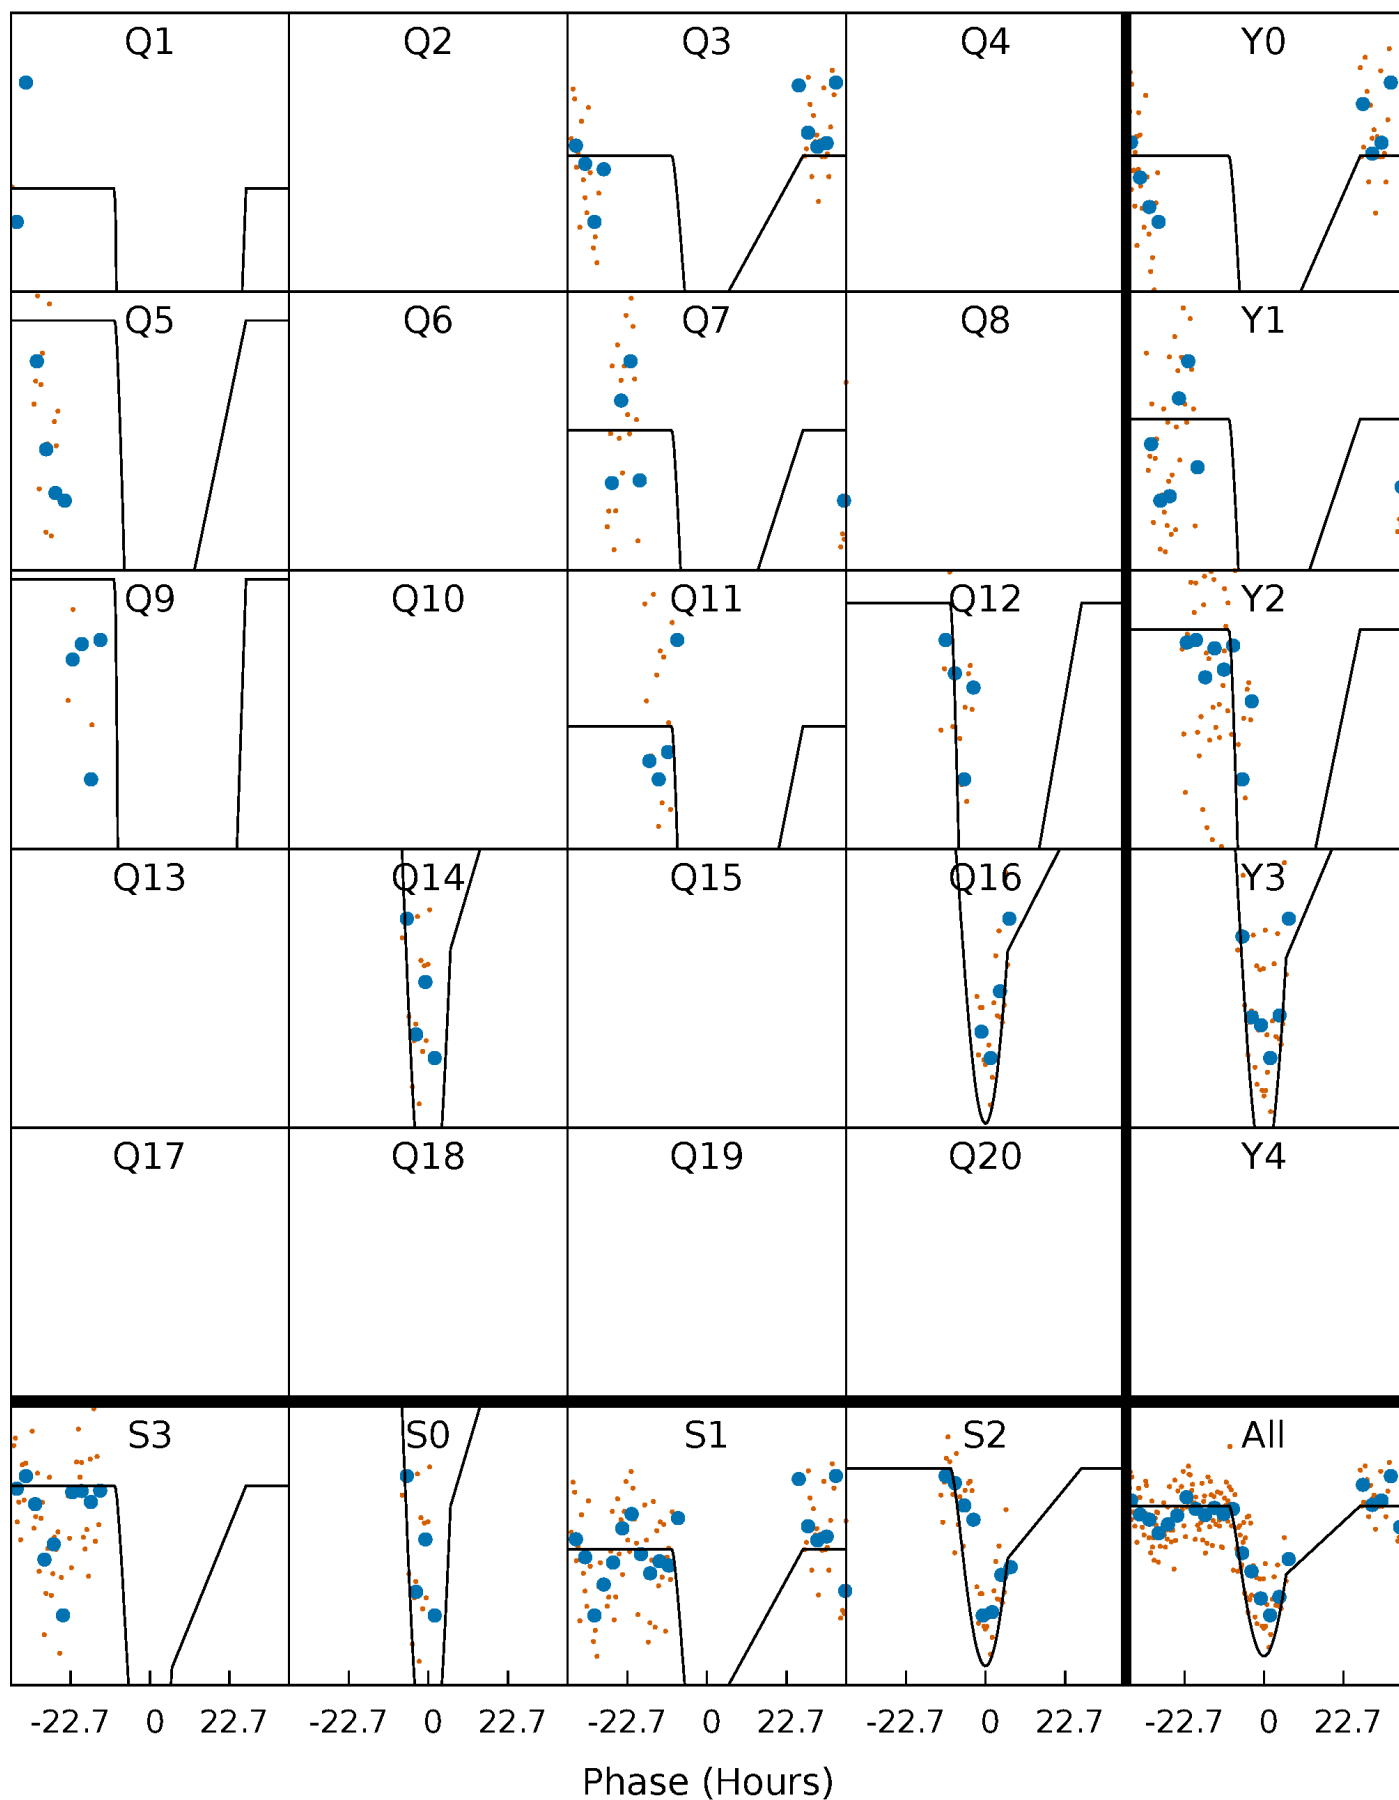 Q1 Q2 Q3 Q4 Y0
Q5 Q6 Q7 Q8 Y1
Q9 Q10 Q11 Q12 Y2
Q13 Q14 Q15 Q16 Y3
Q17 Q18 Q19 Q20 Y4
S3 S0 S1 S2 All
-22.7 0 22.7 -22.7 0 22.7 -22.7 0 22.7 -22.7 0 22.7 -22.7 0 22.7
Phase (Hours)